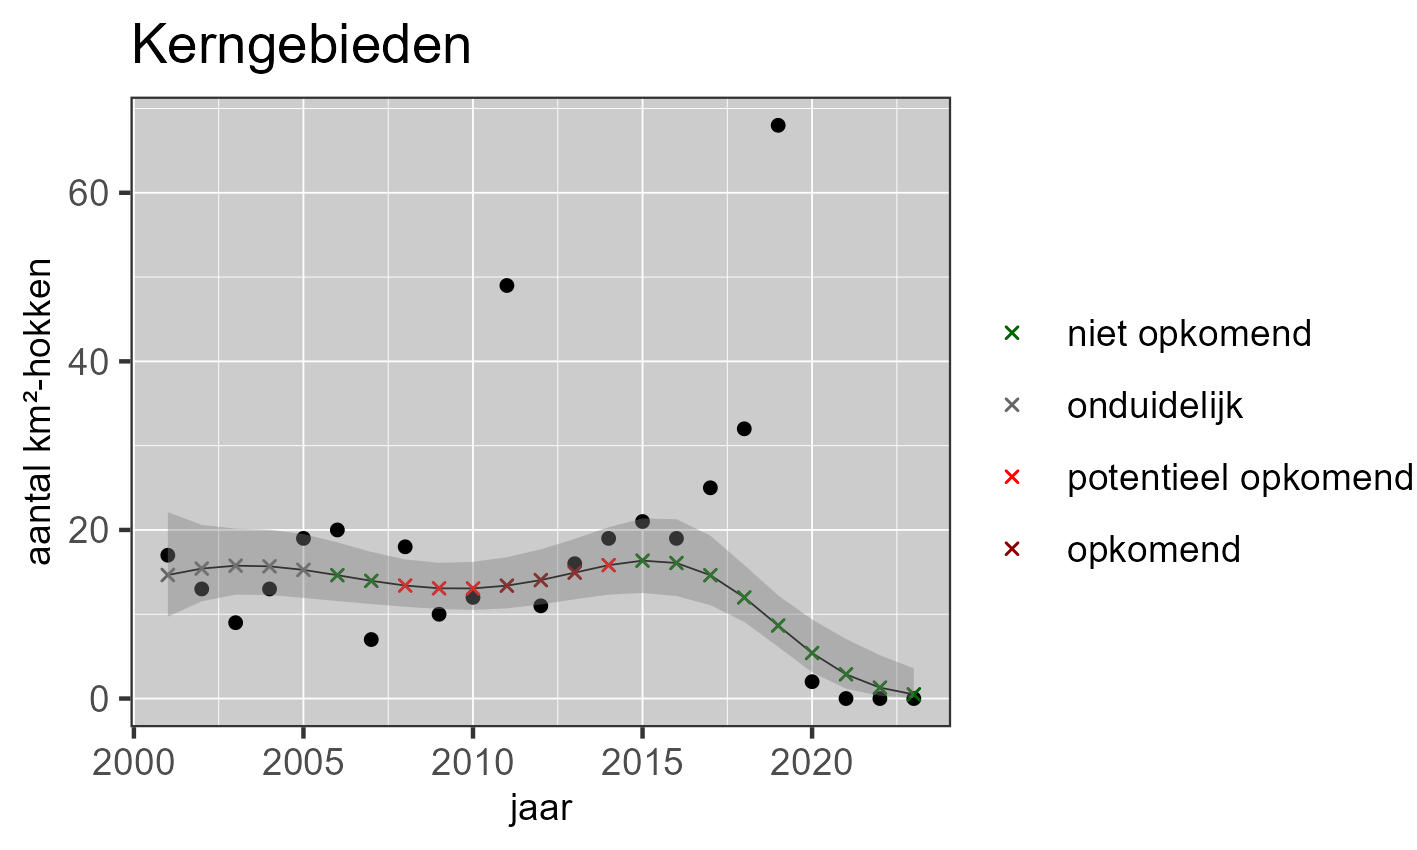 Kerngebieden
aantal km²-hokken
60
40
20
0
2000 2005 2010 2015 2020
jaar
niet opkomend
onduidelijk
potentieel opkomend
opkomend